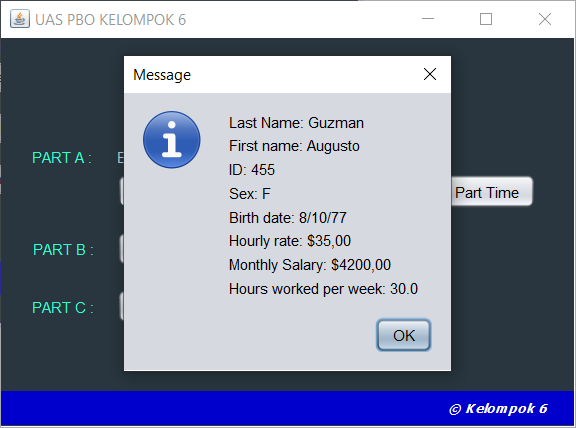 UAS PBO KELOMPOK 6
Message
Last Name: Guzman
First name: Augusto
ID: 455
Sex: F
Birth date: 8/10/77
Hourly rate: $35,00
Monthly Salary: $4200,00
Hours worked per week: 30.0
OK
PART A :
Part Time
PART B :
PART C :
© Kelompok 6